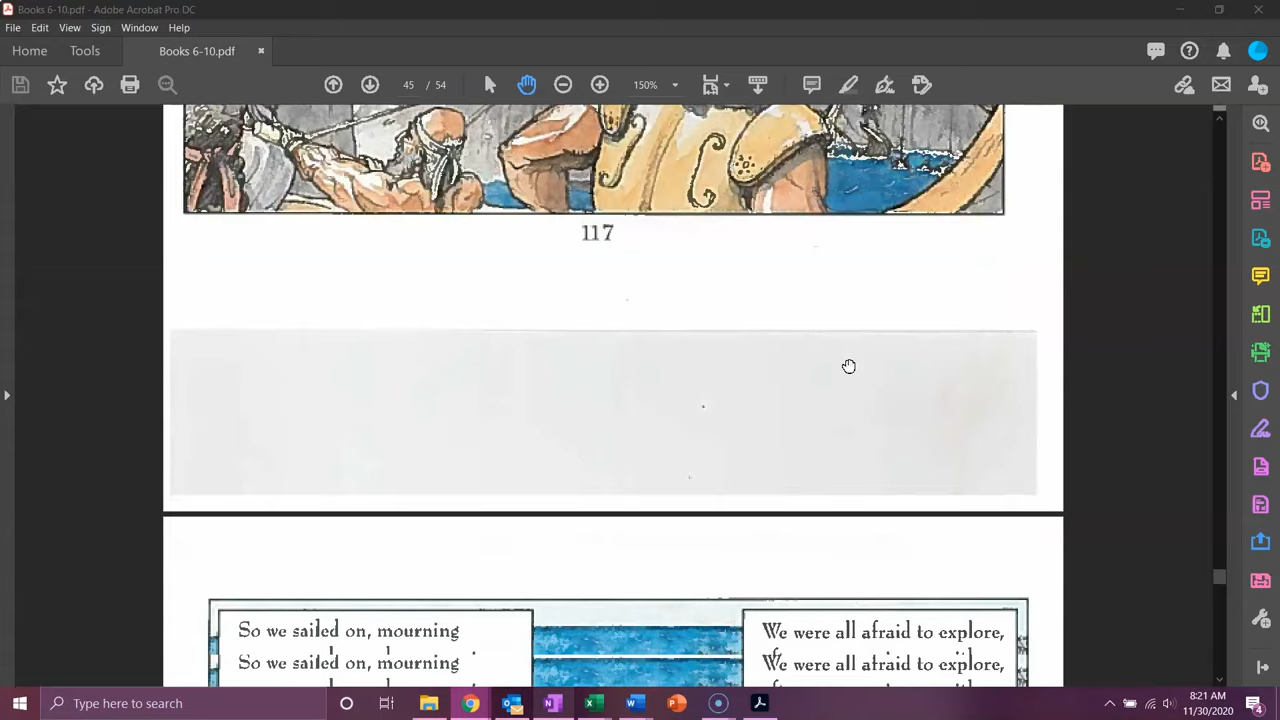 Books 6-10.pdf - Adobe Acrobat Pro DC
File Edit View Sign Window Help
Home Tools Books 6-10.pdf
45 / 54 150%
117
So we sailed on, mourning
So we sailed on, mourning
We were all afraid to explore,
We were all afraid to explore,
Type here to search
8:21 AM
11/30/2020
4